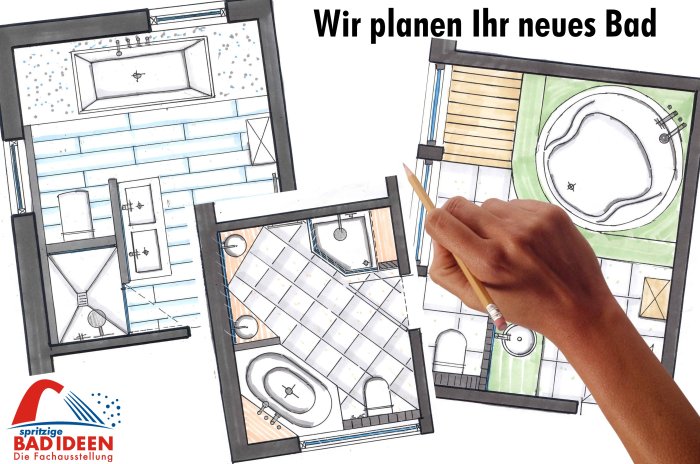 Wir planen Ihr neues Bad
spritzige
BAD IDEEN
Die Fachausstellung